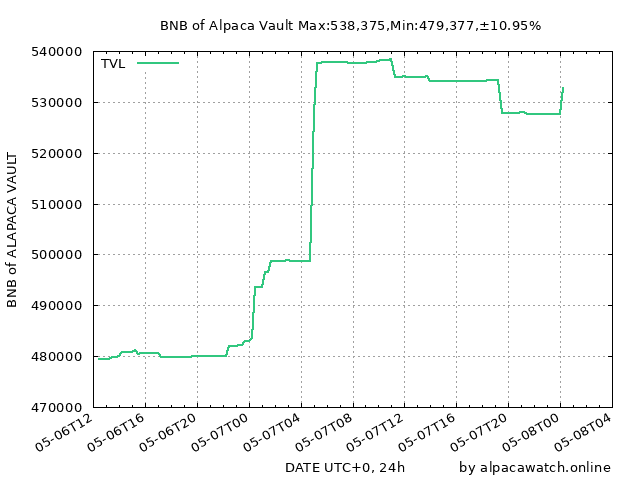 BNB of Alpaca Vault Max:538,375,Min:479,377,±10.95%
540000
TVL
530000
520000
510000
500000
490000
480000
470000
BNB of ALAPACA VAULT
05-06T12
05-06T16
05-06T20
05-07T00
05-07T04
05-07T08
05-07T12
05-07T16
05-07T20
05-08T00
05-08T04
DATE UTC+0, 24h
by alpacawatch.online